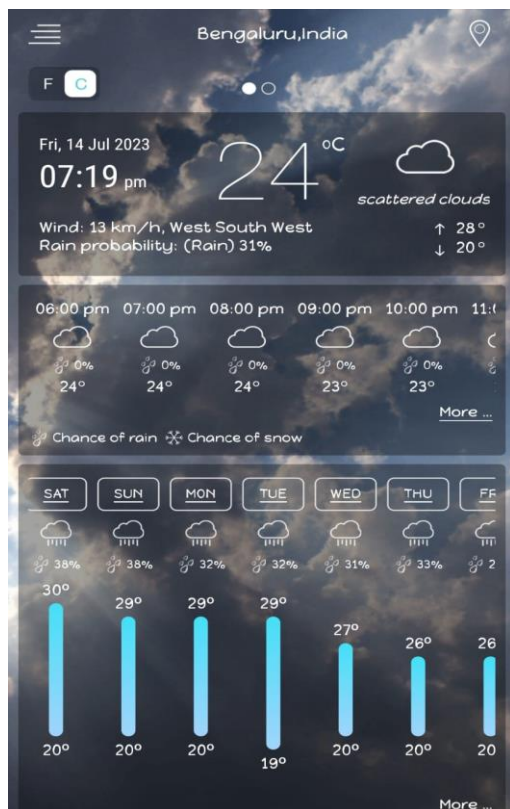 Bengaluru,India
F C
Fri, 14 Jul 2023
07:19 pm
24 °C
scattered clouds
Wind: 13 km/h, West South West
Rain probability: (Rain) 31%
↑ 28°
↓ 20°
06:00 pm 07:00 pm 08:00 pm 09:00 pm 10:00 pm 11:
0% 0% 0% 0% 0%
24° 24° 24° 23° 23°
More ...
Chance of rain Chance of snow
SAT SUN MON TUE WED THU
38% 38% 32% 32% 31% 33% 2
30° 29° 29° 29° 27° 26° 26
20° 20° 20° 19° 20° 20° 20
More ...